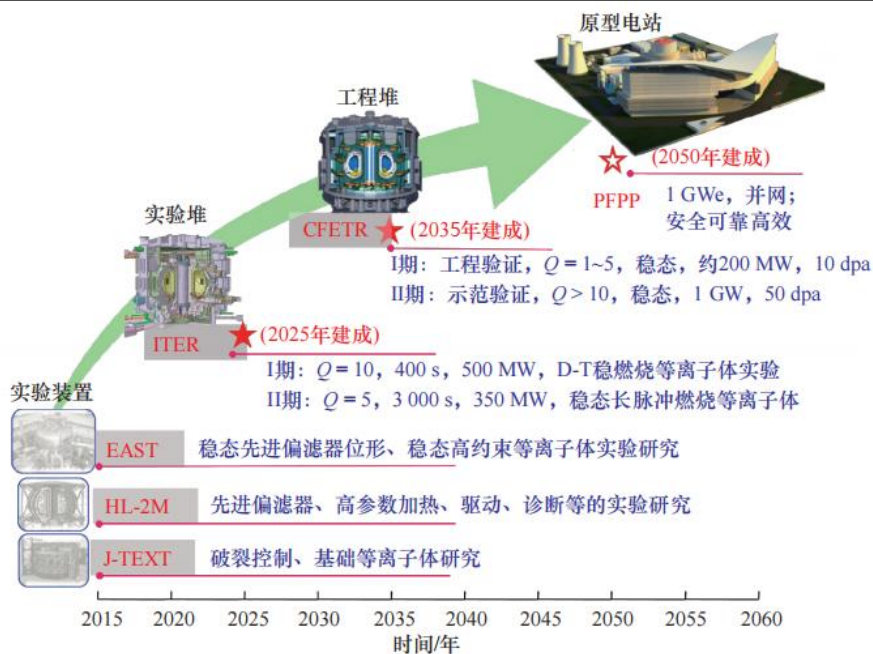 原型电站
工程堆
(2050年建成)
PFPP
1 GWe，并网；
安全可靠高效
实验堆
CFETR
(2035年建成)
I期：工程验证，Q = 1~5，稳态，约200 MW，10 dpa
II期：示范验证，Q > 10，稳态，1 GW，50 dpa
ITER
(2025年建成)
I期：Q = 10，400 s，500 MW，D-T稳燃烧等离子体实验
II期：Q = 5，3 000 s，350 MW，稳态长脉冲燃烧等离子体
实验装置
EAST
稳态先进偏滤器位形、稳态高约束等离子体实验研究
HL-2M
先进偏滤器、高参数加热、驱动、诊断等的实验研究
J-TEXT
破裂控制、基础等离子体研究
2015 2020 2025 2030 2035 2040 2045 2050 2055 2060
时间/年